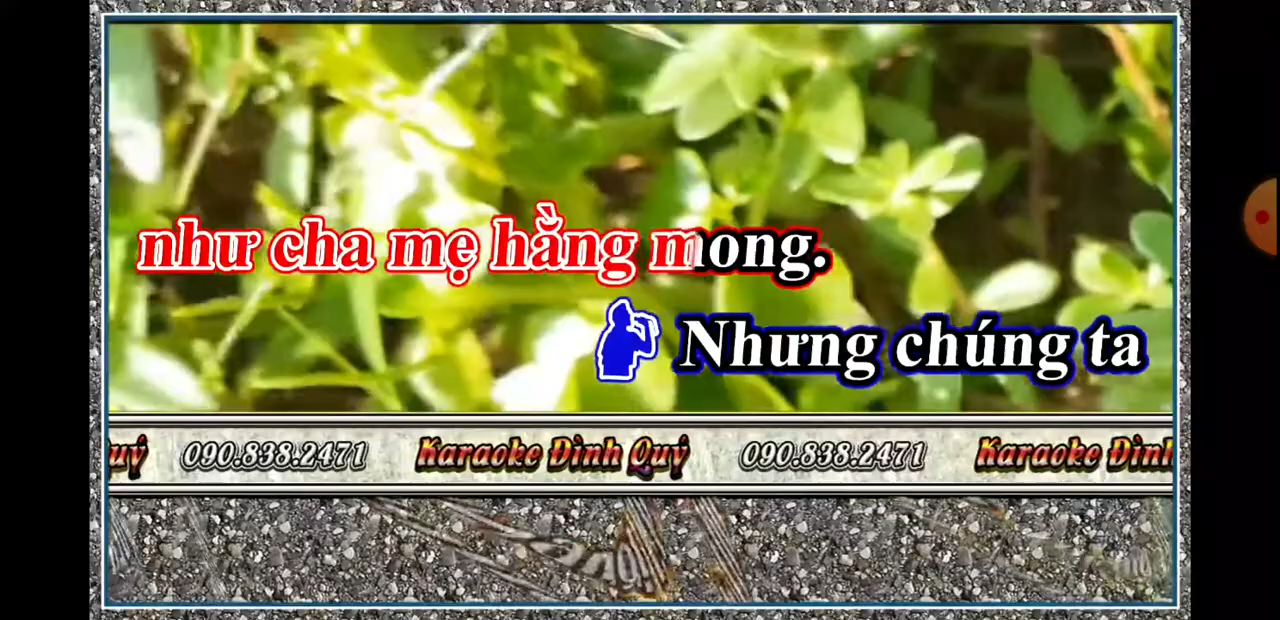 như cha mẹ hằng mong.
Nhưng chúng ta
uý 090.838.2471 Karaoke Đình Quý 090.838.2471 Karaoke Đình